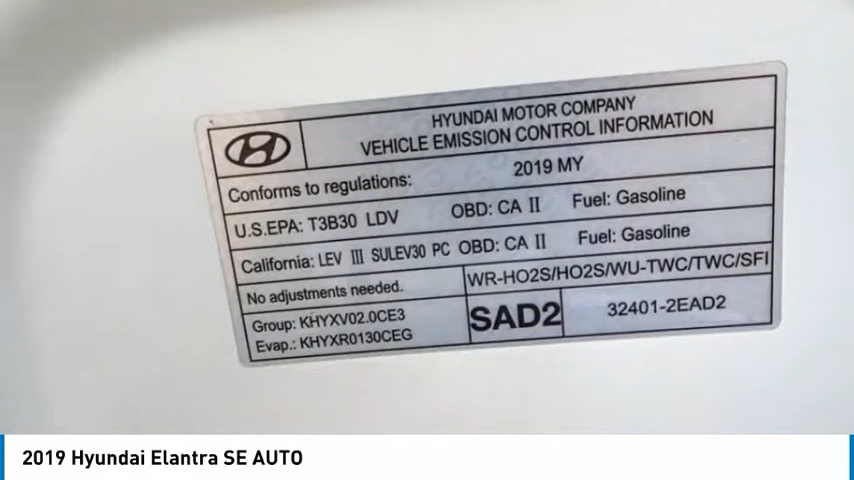 HYUNDAI MOTOR COMPANY
VEHICLE EMISSION CONTROL INFORMATION
Conforms to regulations: 2019 MY
U.S.EPA: T3B30 LDV OBD: CA II Fuel: Gasoline
California: LEV III SULEV30 PC OBD: CA II Fuel: Gasoline
No adjustments needed. WR-HO2S/HO2S/WU-TWC/TWC/SFI
Group: KHYXV02.0CE3
Evap.: KHYXR0130CEG
SAD2 32401-2EAD2
2019 Hyundai Elantra SE AUTO